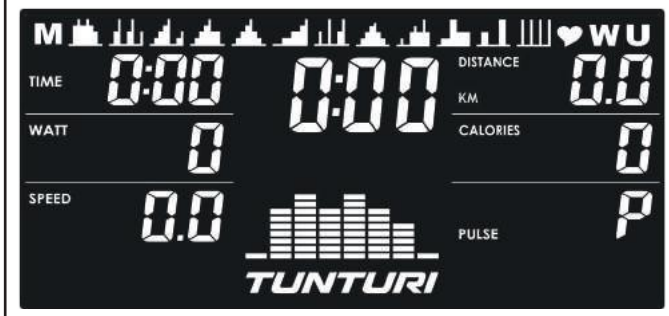 M W U
TIME 0:00
0:00
DISTANCE
KM 0.0
WATT 0
CALORIES 0
SPEED 0.0
PULSE P
TUNTURI